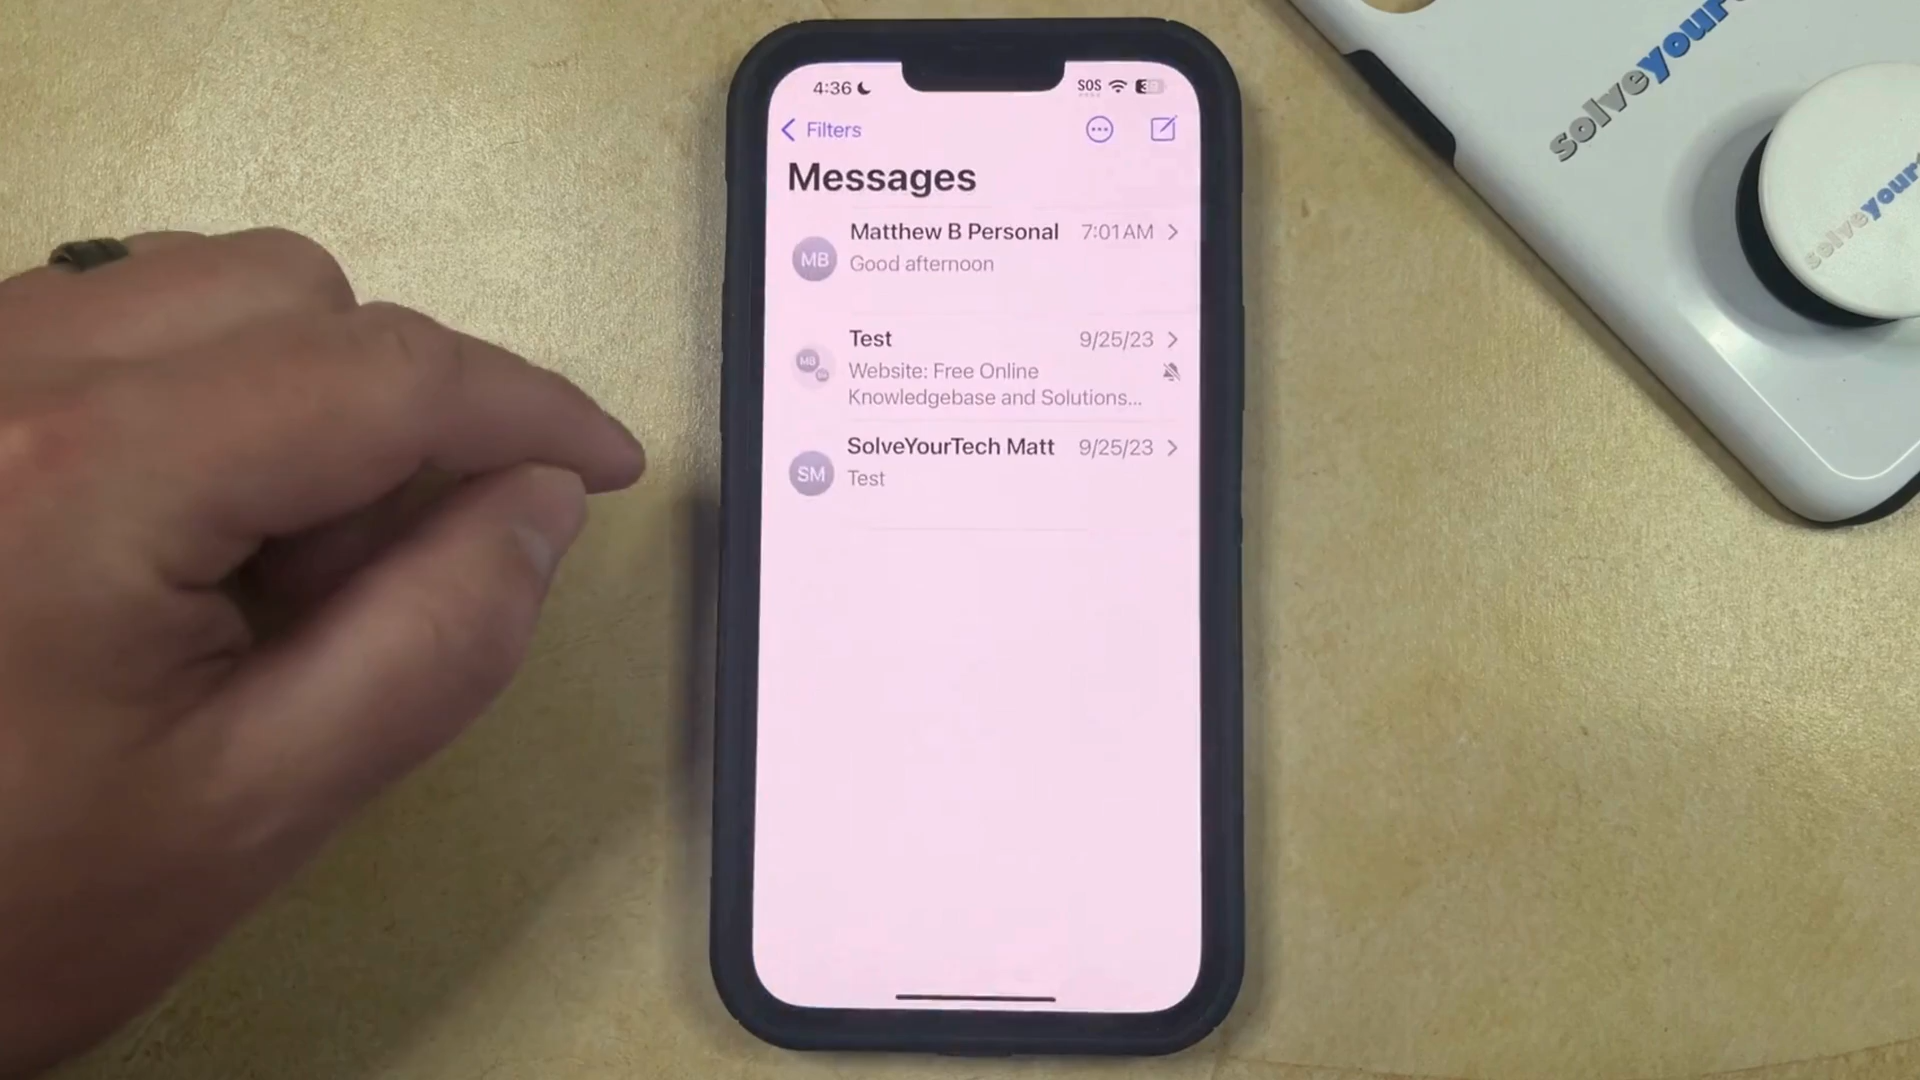 4:36
SOS
Filters
Messages
Matthew B Personal 7:01 AM
MB
Good afternoon
Test 9/25/23
MB
Website: Free Online
Knowledgebase and Solutions...
SolveYourTech Matt 9/25/23
SM
Test
solveyour
solveyour